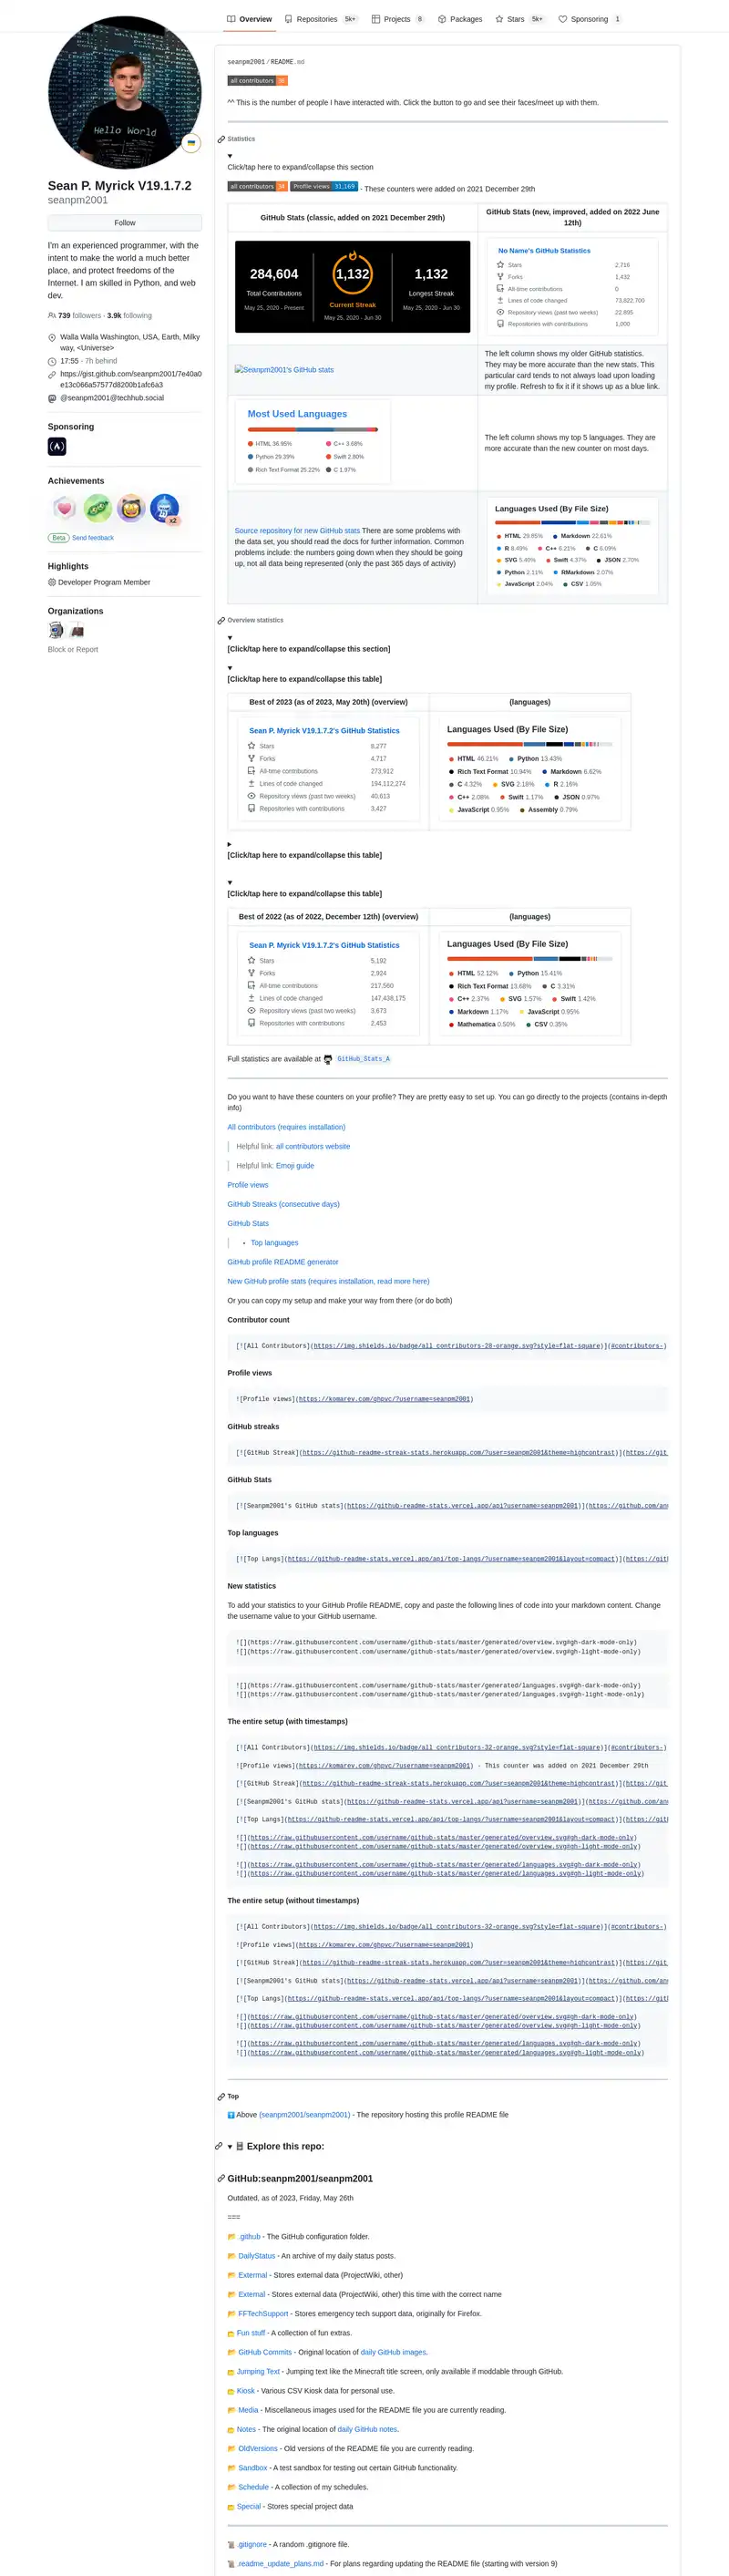 Overview Repositories 5k+ Projects 8 Packages Stars 5k+ Sponsoring 1
Hello World
Sean P. Myrick V19.1.7.2
seanpm2001
Follow
I'm an experienced programmer, with the
intent to make the world a much better
place, and protect freedoms of the
Internet. I am skilled in Python, and web
dev.
739 followers · 3.9k following
Walla Walla Washington, USA, Earth, Milky
way, <Universe>
17:55 - 7h behind
https://gist.github.com/seanpm2001/7e40a0
e13c066a57577d8200b1afc6a3
@seanpm2001@techhub.social
Sponsoring
Achievements
x2
Beta Send feedback
Highlights
Developer Program Member
Organizations
Block or Report
seanpm2001/README.md
all contributors 36
^^ This is the number of people I have interacted with. Click the button to go and see their faces/meet up with them.
Statistics
Click/tap here to expand/collapse this section
all contributors 34 Profile views 31,169 - These counters were added on 2021 December 29th
GitHub Stats (classic, added on 2021 December 29th)
GitHub Stats (new, improved, added on 2022 June
12th)
284,604
Total Contributions
May 25, 2020 - Present
1,132
Current Streak
May 25, 2020 - Jun 30
1,132
Longest Streak
May 25, 2020 - Jun 30
No Name's GitHub Statistics
Stars 2,716
Forks 1,432
All-time contributions 0
Lines of code changed 73,822,700
Repository views (past two weeks) 22,895
Repositories with contributions 1,000
Seanpm2001's GitHub stats
The left column shows my older GitHub statistics.
They may be more accurate than the new stats. This
particular card tends to not always load upon loading
my profile. Refresh to fix it if it shows up as a blue link.
Most Used Languages
HTML 36.95% C++ 3.68%
Python 29.29% Swift 2.80%
Rich Text Format 25.22% C 1.97%
The left column shows my top 5 languages. They are
more accurate than the new counter on most days.
Source repository for new GitHub stats There are some problems with
the data set, you should read the docs for further information. Common
problems include: the numbers going down when they should be going
up, not all data being represented (only the past 365 days of activity)
Languages Used (By File Size)
HTML 29.85% Markdown 22.61%
R 8.49% C++ 6.21% C 6.09%
SVG 5.40% Swift 4.37% JSON 2.70%
Python 2.11% RMarkdown 2.07%
JavaScript 2.04% CSV 1.05%
Overview statistics
[Click/tap here to expand/collapse this section]
[Click/tap here to expand/collapse this table]
Best of 2023 (as of 2023, May 20th) (overview) (languages)
Sean P. Myrick V19.1.7.2's GitHub Statistics
Stars 8,277
Forks 4,717
All-time contributions 273,912
Lines of code changed 194,112,274
Repository views (past two weeks) 40,613
Repositories with contributions 3,427
Languages Used (By File Size)
HTML 46.21% Python 13.43%
Rich Text Format 10.94% Markdown 6.62%
C 4.32% SVG 2.18% R 2.16%
C++ 2.08% Swift 1.17% JSON 0.97%
JavaScript 0.95% Assembly 0.79%
[Click/tap here to expand/collapse this table]
[Click/tap here to expand/collapse this table]
Best of 2022 (as of 2022, December 12th) (overview) (languages)
Sean P. Myrick V19.1.7.2's GitHub Statistics
Stars 5,192
Forks 2,924
All-time contributions 217,560
Lines of code changed 147,438,175
Repository views (past two weeks) 3,673
Repositories with contributions 2,453
Languages Used (By File Size)
HTML 52.12% Python 15.41%
Rich Text Format 13.68% C 3.31%
C++ 2.37% SVG 1.57% Swift 1.42%
Markdown 1.17% JavaScript 0.95%
Mathematica 0.50% CSV 0.35%
Full statistics are available at GitHub_Stats_A
Do you want to have these counters on your profile? They are pretty easy to set up. You can go directly to the projects (contains in-depth
info)
All contributors (requires installation)
Helpful link: all contributors website
Helpful link: Emoji guide
Profile views
GitHub Streaks (consecutive days)
GitHub Stats
• Top languages
GitHub profile README generator
New GitHub profile stats (requires installation, read more here)
Or you can copy my setup and make your way from there (or do both)
Contributor count
[![All Contributors](https://img.shields.io/badge/all_contributors-28-orange.svg?style=flat-square)](#contributors-)
Profile views
![Profile views](https://komarev.com/ghpvc/?username=seanpm2001)
GitHub streaks
[![GitHub Streak](https://github-readme-streak-stats.herokuapp.com/?user=seanpm2001&theme=highcontrast)](https://git
GitHub Stats
[![Seanpm2001's GitHub stats](https://github-readme-stats.vercel.app/api?username=seanpm2001)](https://github.com/anu
Top languages
[![Top Langs](https://github-readme-stats.vercel.app/api/top-langs/?username=seanpm2001&layout=compact)](https://gith
New statistics
To add your statistics to your GitHub Profile README, copy and paste the following lines of code into your markdown content. Change
the username value to your GitHub username.
![](https://raw.githubusercontent.com/username/github-stats/master/generated/overview.svg#gh-dark-mode-only)
![](https://raw.githubusercontent.com/username/github-stats/master/generated/overview.svg#gh-light-mode-only)
![](https://raw.githubusercontent.com/username/github-stats/master/generated/languages.svg#gh-dark-mode-only)
![](https://raw.githubusercontent.com/username/github-stats/master/generated/languages.svg#gh-light-mode-only)
The entire setup (with timestamps)
[![All Contributors](https://img.shields.io/badge/all_contributors-32-orange.svg?style=flat-square)](#contributors-)
![Profile views](https://komarev.com/ghpvc/?username=seanpm2001) - This counter was added on 2021 December 29th
[![GitHub Streak](https://github-readme-streak-stats.herokuapp.com/?user=seanpm2001&theme=highcontrast)](https://git
[![Seanpm2001's GitHub stats](https://github-readme-stats.vercel.app/api?username=seanpm2001)](https://github.com/anu
[![Top Langs](https://github-readme-stats.vercel.app/api/top-langs/?username=seanpm2001&layout=compact)](https://gith
![](https://raw.githubusercontent.com/username/github-stats/master/generated/overview.svg#gh-dark-mode-only)
![](https://raw.githubusercontent.com/username/github-stats/master/generated/overview.svg#gh-light-mode-only)
![](https://raw.githubusercontent.com/username/github-stats/master/generated/languages.svg#gh-dark-mode-only)
![](https://raw.githubusercontent.com/username/github-stats/master/generated/languages.svg#gh-light-mode-only)
The entire setup (without timestamps)
[![All Contributors](https://img.shields.io/badge/all_contributors-32-orange.svg?style=flat-square)](#contributors-)
![Profile views](https://komarev.com/ghpvc/?username=seanpm2001)
[![GitHub Streak](https://github-readme-streak-stats.herokuapp.com/?user=seanpm2001&theme=highcontrast)](https://git
[![Seanpm2001's GitHub stats](https://github-readme-stats.vercel.app/api?username=seanpm2001)](https://github.com/anu
[![Top Langs](https://github-readme-stats.vercel.app/api/top-langs/?username=seanpm2001&layout=compact)](https://gith
![](https://raw.githubusercontent.com/username/github-stats/master/generated/overview.svg#gh-dark-mode-only)
![](https://raw.githubusercontent.com/username/github-stats/master/generated/overview.svg#gh-light-mode-only)
![](https://raw.githubusercontent.com/username/github-stats/master/generated/languages.svg#gh-dark-mode-only)
![](https://raw.githubusercontent.com/username/github-stats/master/generated/languages.svg#gh-light-mode-only)
Top
Above (seanpm2001/seanpm2001) - The repository hosting this profile README file
Explore this repo:
GitHub:seanpm2001/seanpm2001
Outdated, as of 2023, Friday, May 26th
===
.github - The GitHub configuration folder.
DailyStatus - An archive of my daily status posts.
Extermal - Stores external data (ProjectWiki, other)
External - Stores external data (ProjectWiki, other) this time with the correct name
FFTechSupport - Stores emergency tech support data, originally for Firefox.
Fun stuff - A collection of fun extras.
GitHub Commits - Original location of daily GitHub images.
Jumping Text - Jumping text like the Minecraft title screen, only available if moddable through GitHub.
Kiosk - Various CSV Kiosk data for personal use.
Media - Miscellaneous images used for the README file you are currently reading.
Notes - The original location of daily GitHub notes.
OldVersions - Old versions of the README file you are currently reading.
Sandbox - A test sandbox for testing out certain GitHub functionality.
Schedule - A collection of my schedules.
Special - Stores special project data
.gitignore - A random .gitignore file.
.readme_update_plans.md - For plans regarding updating the README file (starting with version 9)